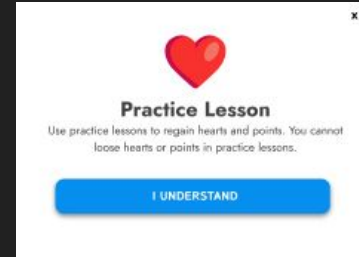 x
Practice Lesson
Use practice lessons to regain hearts and points. You cannot
loose hearts or points in practice lessons.
I UNDERSTAND